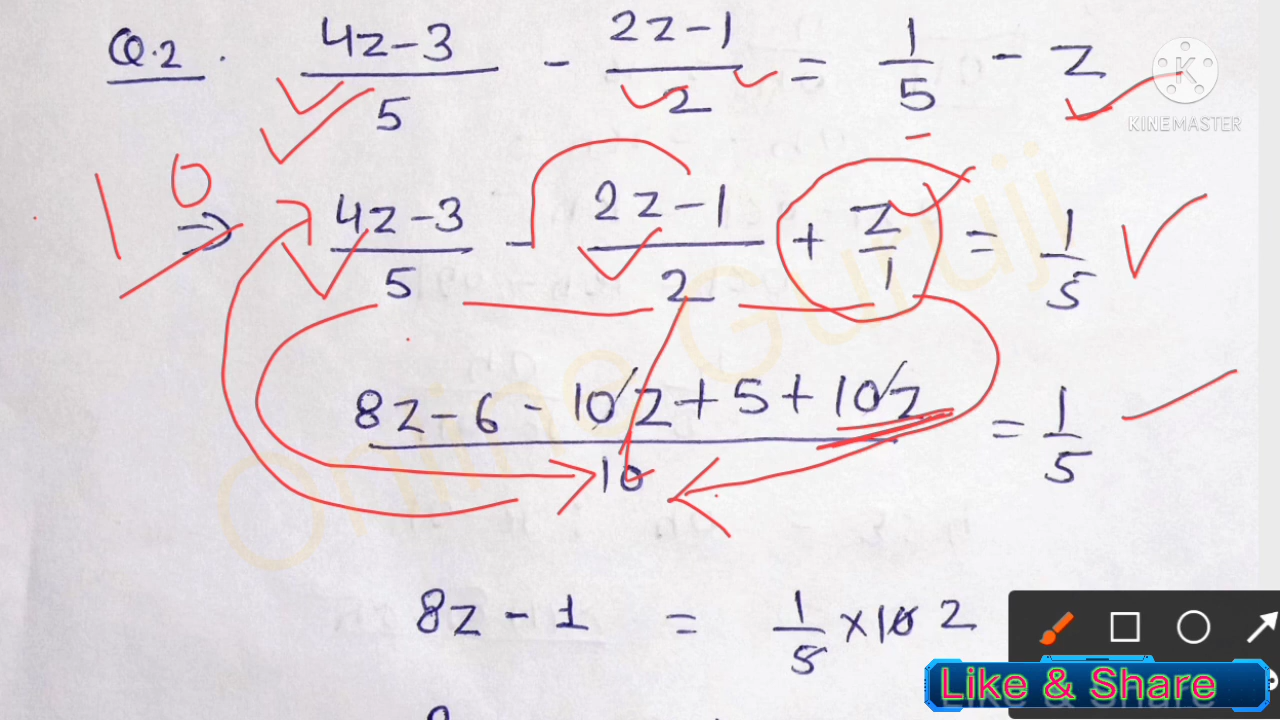 Q.2. 4z-3/5 - 2z-1/2 = 1/5 - z
KINEMASTER
10
⇒ 4z-3/5 - 2z-1/2 + z/1 = 1/5
8z-6-10z+5+10z/10 = 1/5
Online Guruji
8z-1 = 1/5 ×10 2
Like & Share